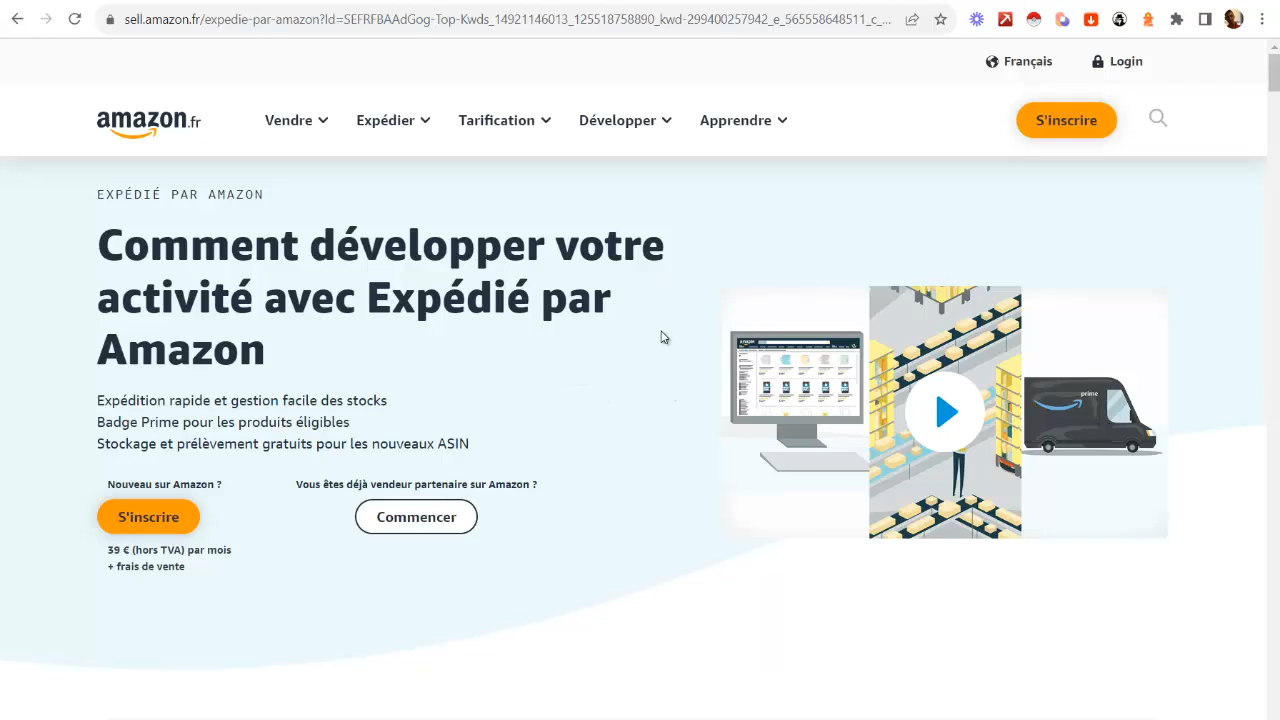 sell.amazon.fr/expedie-par-amazon?ld=SEFRFBAAdGog-Top-Kwds_14921146013_125518758890_kwd-299400257942_e_565358648511_c_...
Français
Login
amazon.fr
Vendre
Expédier
Tarification
Développer
Apprendre
S'inscrire
EXPÉDIÉ PAR AMAZON
Comment développer votre
activité avec Expédié par
Amazon
Expédition rapide et gestion facile des stocks
Badge Prime pour les produits éligibles
Stockage et prélèvement gratuits pour les nouveaux ASIN
Nouveau sur Amazon ?
Vous êtes déjà vendeur partenaire sur Amazon ?
S'inscrire
Commencer
39 € (hors TVA) par mois
+ frais de vente
prime